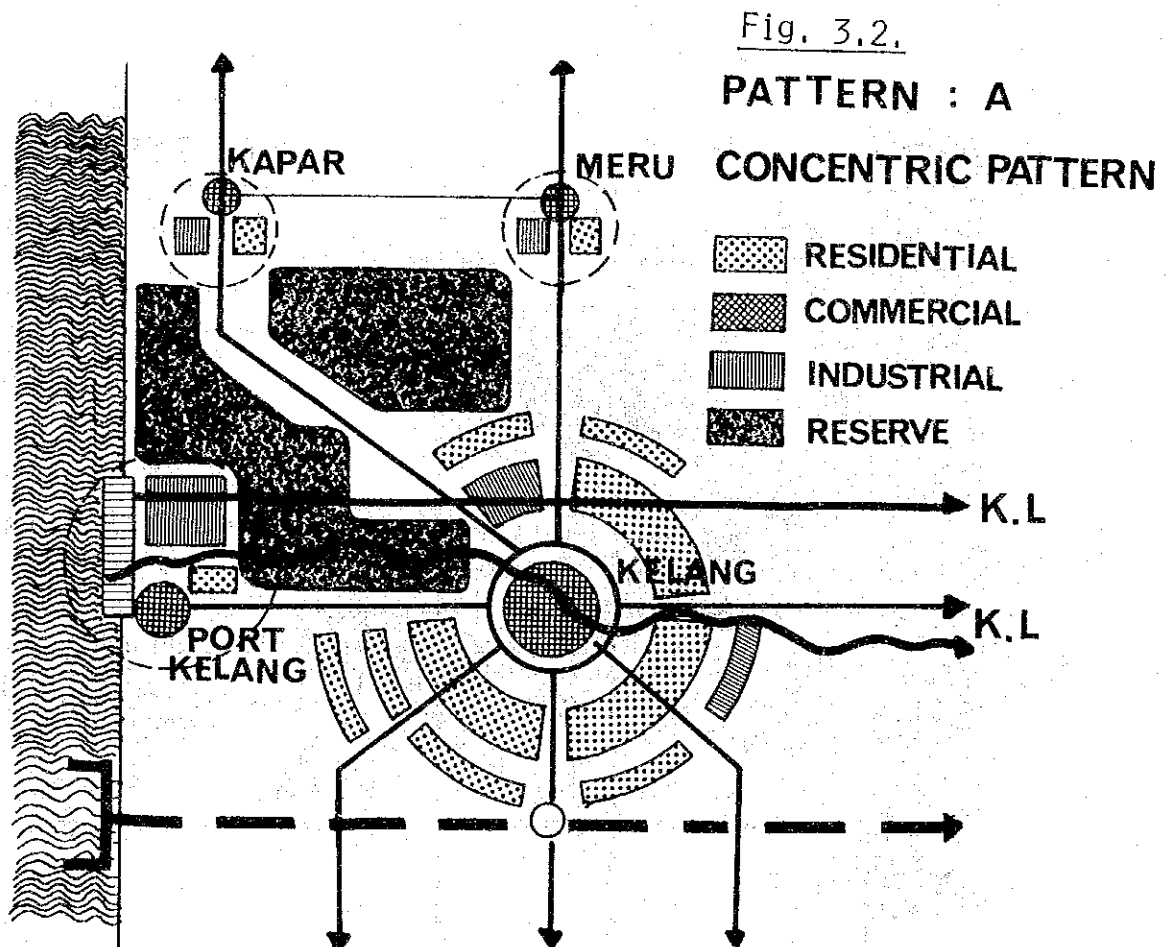 Fig. 3.2.
PATTERN : A
CONCENTRIC PATTERN
RESIDENTIAL
COMMERCIAL
INDUSTRIAL
RESERVE
KAPAR
MERU
K.L
KELANG
K.L
PORT
KELANG